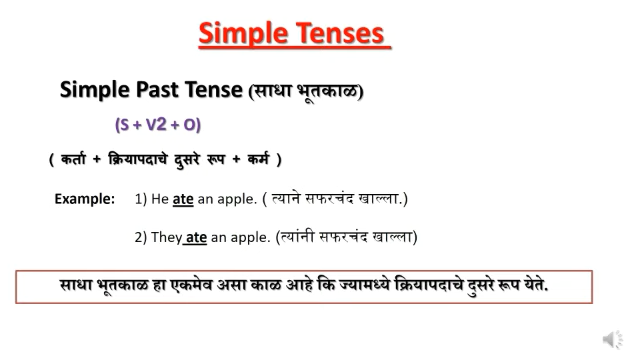 Simple Tenses
Simple Past Tense (साधा भूतकाळ)
(S + V2 + O)
( कर्ता + क्रियापदाचे दुसरे रूप + कर्म )
Example: 1) He ate an apple. ( त्याने सफरचंद खाल्ला.)
2) They ate an apple. (त्यांनी सफरचंद खाल्ला)
साधा भूतकाळ हा एकमेव असा काळ आहे कि ज्यामध्ये क्रियापदाचे दुसरे रूप येते.